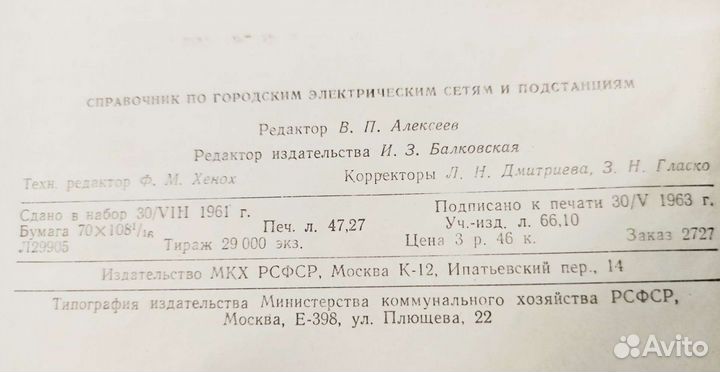 СПРАВОЧНИК ПО ГОРОДСКИМ ЭЛЕКТРИЧЕСКИМ СЕТЯМ И ПОДСТАНЦИЯМ
Редактор В. П. Алексеев
Редактор издательства И. З. Балковская
Техн. редактор Ф. М. Хенох Корректоры Л. Н. Дмитриева, З. Н. Гласко
Сдано в набор 30/VIII 1961 г. Подписано к печати 30/V 1963 г.
Бумага 70×108¹/₁₆ Печ. л. 47,27 Уч.-изд. л. 66,10
Л29905 Тираж 29 000 экз. Цена 3 р. 46 к. Заказ 2727
Издательство МКХ РСФСР, Москва К-12, Ипатьевский пер., 14
Типография издательства Министерства коммунального хозяйства РСФСР,
Москва, Е-398, ул. Плющева, 22
Avito